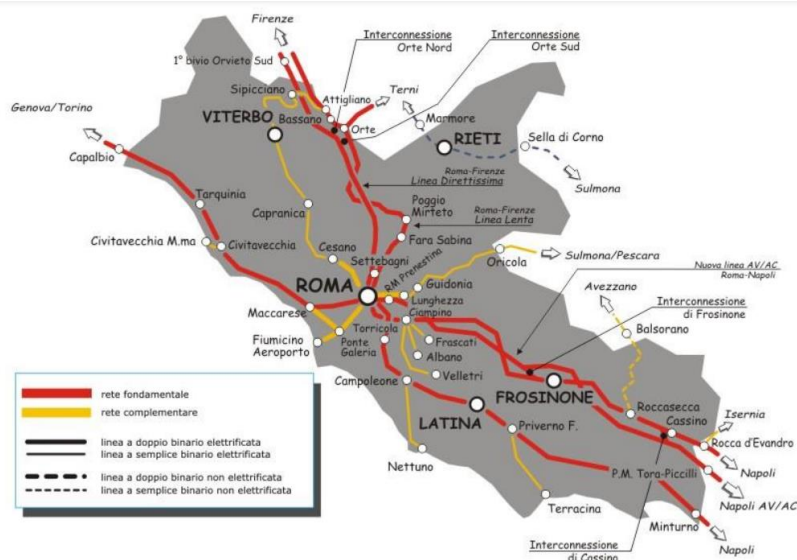 Firenze
Interconnessione
Orte Nord
Interconnessione
Orte Sud
1° bivio Orvieto Sud
Sipicciano
Attigliano
Terni
Genova/Torino
VITERBO
Bassano
Orte
Marmore
RIETI
Sella di Corno
Capalbio
Sulmona
Roma-Firenze
Linea Direttissima
Tarquinia
Capranica
Poggio
Mirteto
Roma-Firenze
Linea Lenta
Civitavecchia M.ma
Civitavecchia
Fara Sabina
Cesano
Settebagni
Oricola
Sulmona/Pescara
RM Prenestina
Nuova linea AV/AC
Roma-Napoli
ROMA
Guidonia
Avezzano
Lunghezza
Interconnessione
di Frosinone
Maccarese
Ciampino
Torricola
Balsorano
Fiumicino
Aeroporto
Ponte
Galeria
Frascati
Albano
Campoleone
Velletri
FROSINONE
Roccasecca
Isernia
LATINA
Cassino
Priverno F.
Rocca d'Evandro
Nettuno
P.M. Tora-Piccilli
Napoli
Terracina
Napoli AV/AC
Minturno
Interconnessione
di Cassino
Napoli
rete fondamentale
rete complementare
linea a doppio binario elettrificata
linea a semplice binario elettrificata
linea a doppio binario non elettrificata
linea a semplice binario non elettrificata